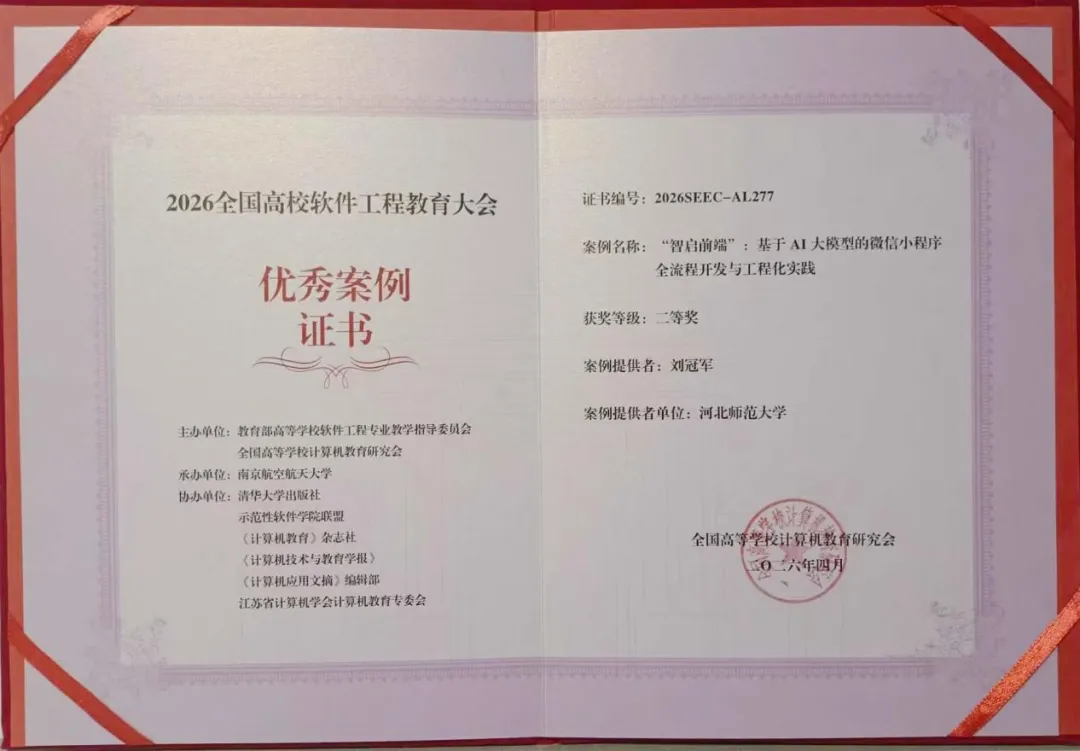 2026全国高校软件工程教育大会
优秀案例
证书
主办单位：教育部高等学校软件工程专业教学指导委员会
全国高等学校计算机教育研究会
承办单位：南京航空航天大学
协办单位：清华大学出版社
示范性软件学院联盟
《计算机教育》杂志社
《计算机技术与教育学报》
《计算机应用文摘》编辑部
江苏省计算机学会计算机教育专委会
证书编号：2026SEEC-AL277
案例名称：“智启前端”：基于 AI 大模型的微信小程序
全流程开发与工程化实践
获奖等级：二等奖
案例提供者：刘冠军
案例提供者单位：河北师范大学
全国高等学校计算机教育研究会
二〇二六年四月